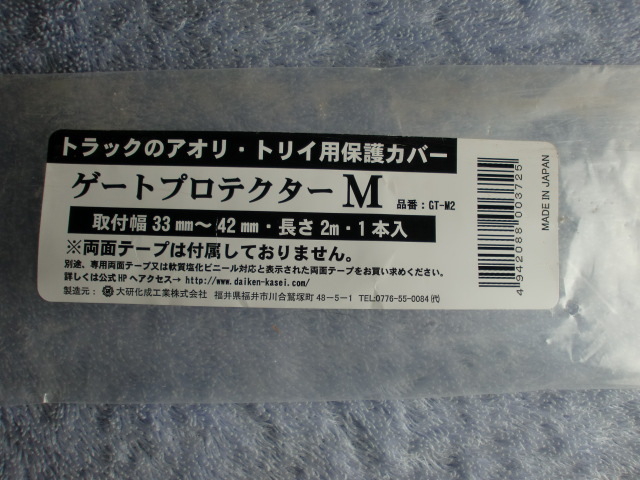 トラックのアオリ・トリイ用保護カバー
ゲートプロテクターM 品番:GT-M2
取付幅33mm～42mm・長さ2m・1本入
※両面テープは付属しておりません。
別途、専用両面テープ又は軟質塩化ビニール対応と表示された両面テープをお買い求めください。
詳しくは公式HPへアクセス→ http://www.daiken-kasei.com/
製造元: 大研化成工業株式会社 福井県福井市川合鷲塚町48-5-1 TEL:0776-55-0084㈹
4942088003725
MADE IN JAPAN